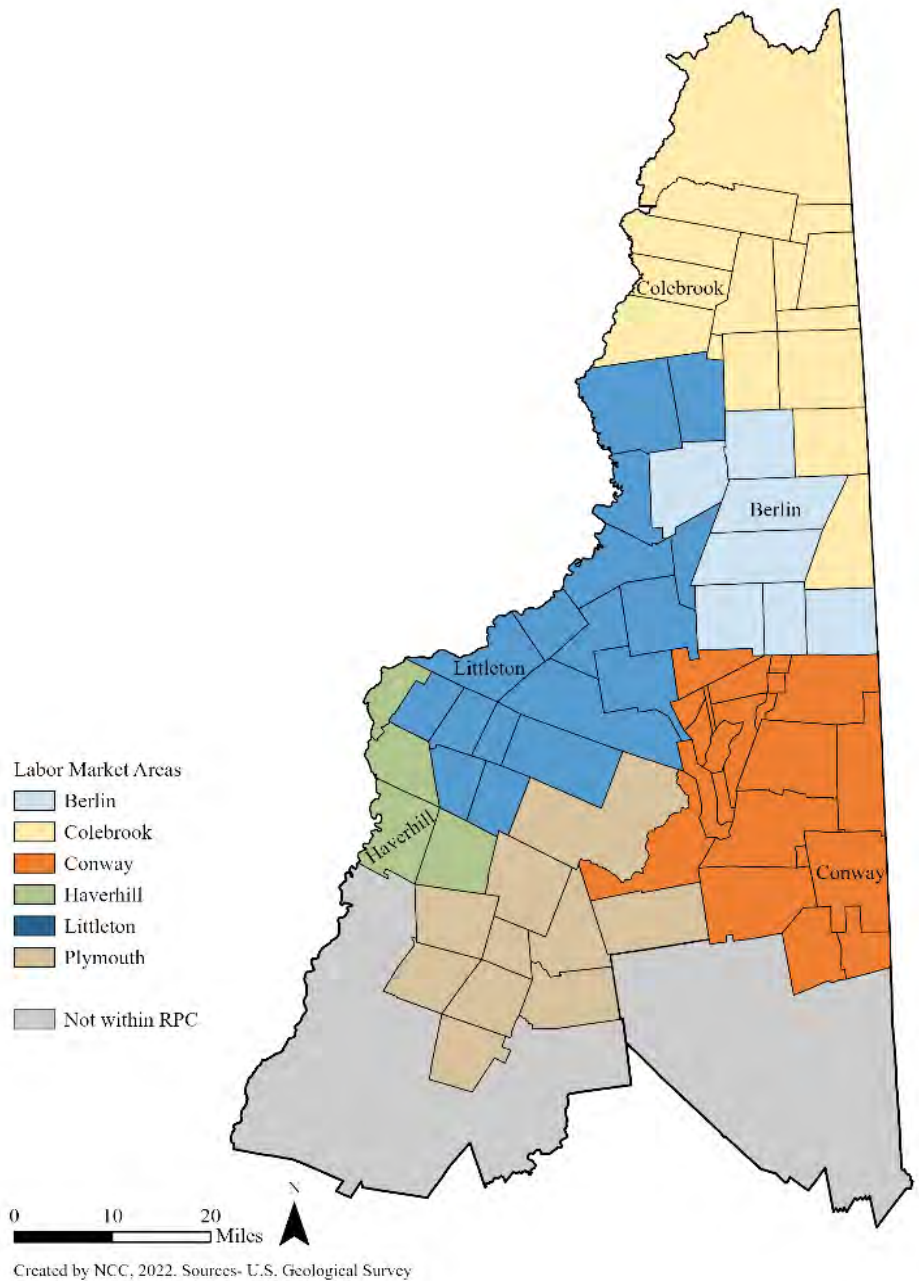 Colebrook
Berlin
Littleton
Haverhill
Conway
Labor Market Areas
Berlin
Colebrook
Conway
Haverhill
Littleton
Plymouth
Not within RPC
N
0 10 20
Miles
Created by NCC, 2022. Sources- U.S. Geological Survey